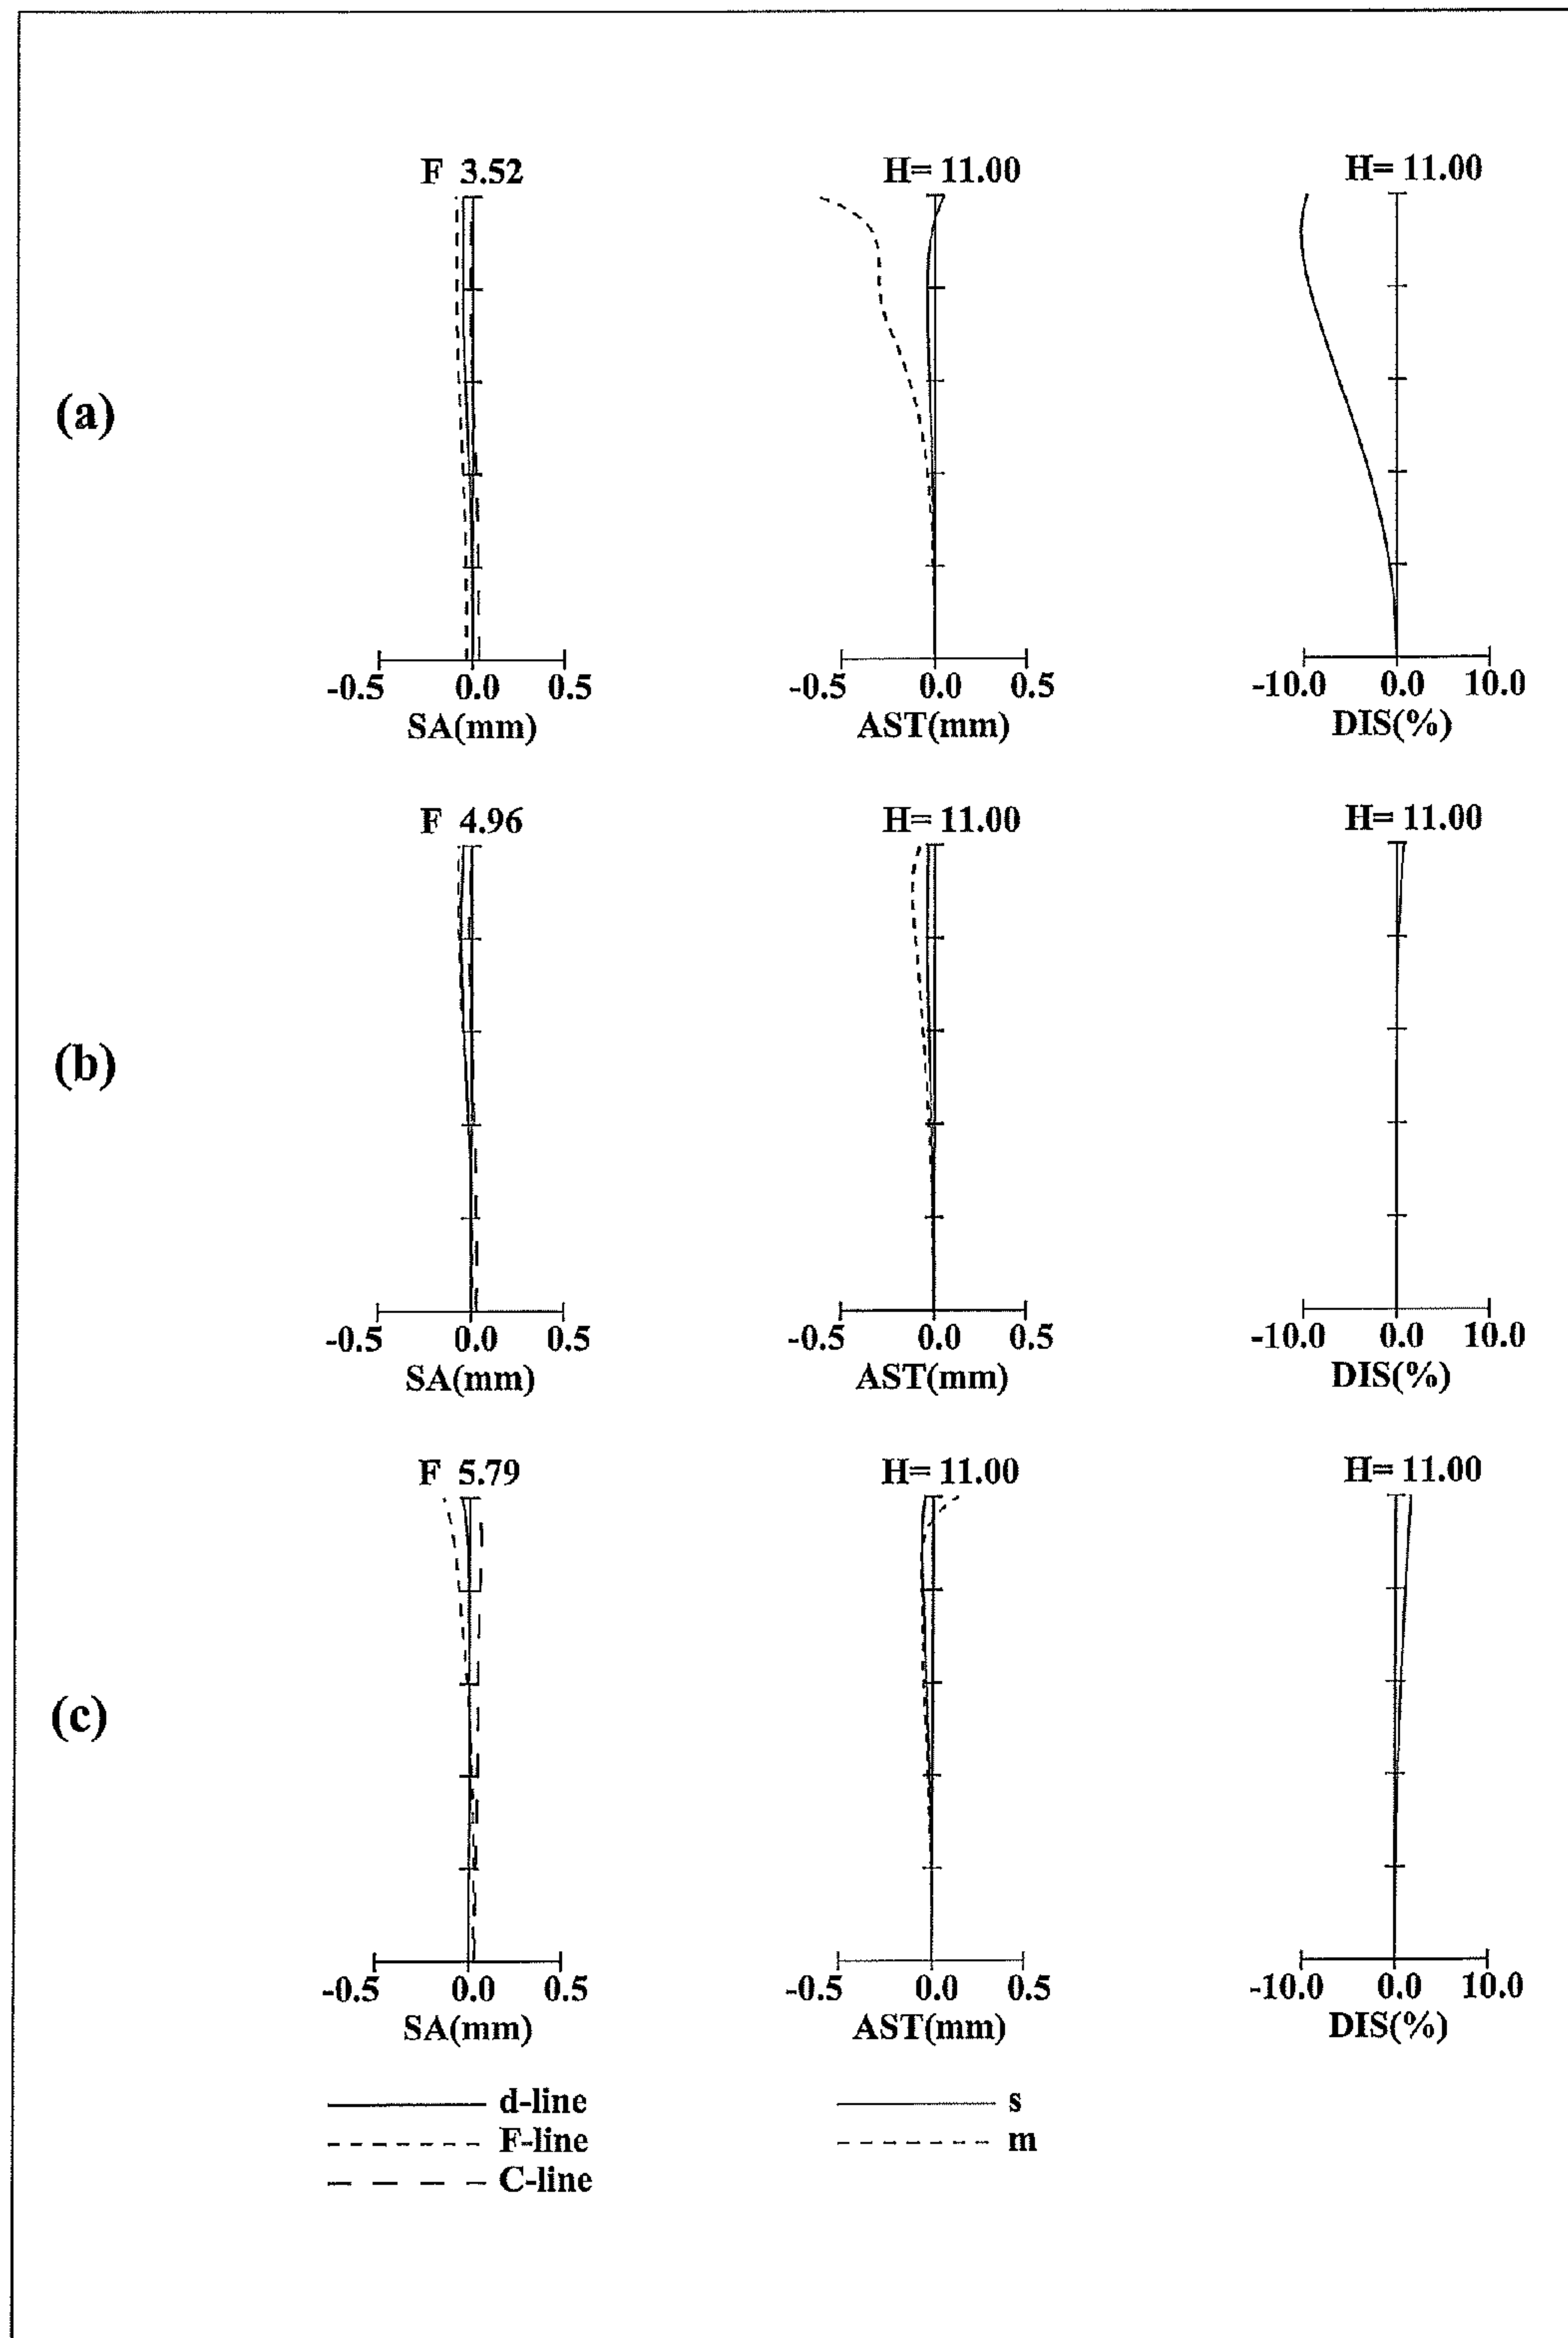 F 3.52
H= 11.00
H= 11.00
(a)
-0.5 0.0 0.5
SA(mm)
-0.5 0.0 0.5
AST(mm)
-10.0 0.0 10.0
DIS(%)
F 4.96
H= 11.00
H= 11.00
(b)
-0.5 0.0 0.5
SA(mm)
-0.5 0.0 0.5
AST(mm)
-10.0 0.0 10.0
DIS(%)
F 5.79
H= 11.00
H= 11.00
(c)
-0.5 0.0 0.5
SA(mm)
-0.5 0.0 0.5
AST(mm)
-10.0 0.0 10.0
DIS(%)
d-line
F-line
C-line
s
m